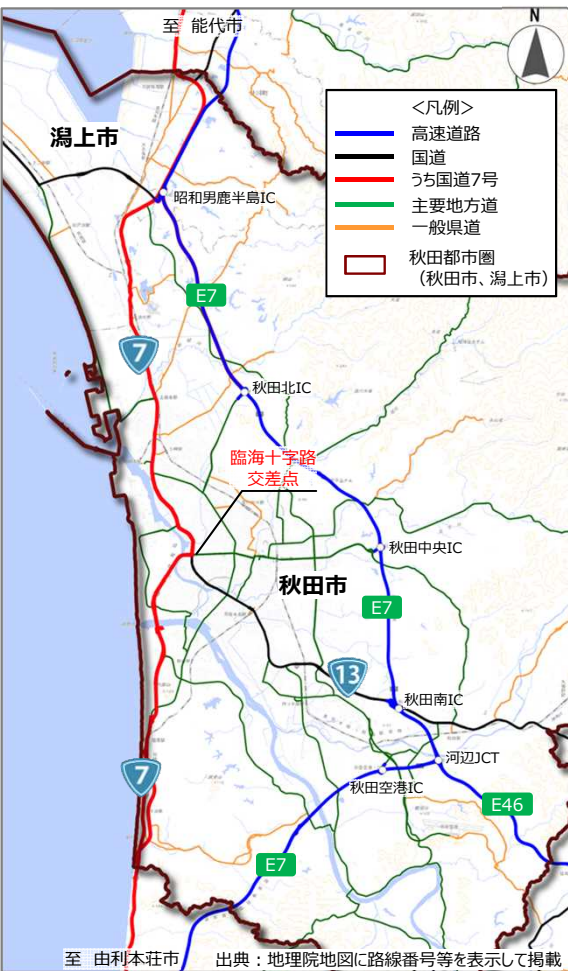 至 能代市
N
<凡例>
高速道路
国道
うち国道7号
主要地方道
一般県道
秋田都市圏
(秋田市、潟上市)
潟上市
昭和男鹿半島IC
E7
7
秋田北IC
臨海十字路
交差点
秋田中央IC
秋田市
E7
13
秋田南IC
河辺JCT
7
秋田空港IC
E46
E7
至 由利本荘市
出典：地理院地図に路線番号等を表示して掲載